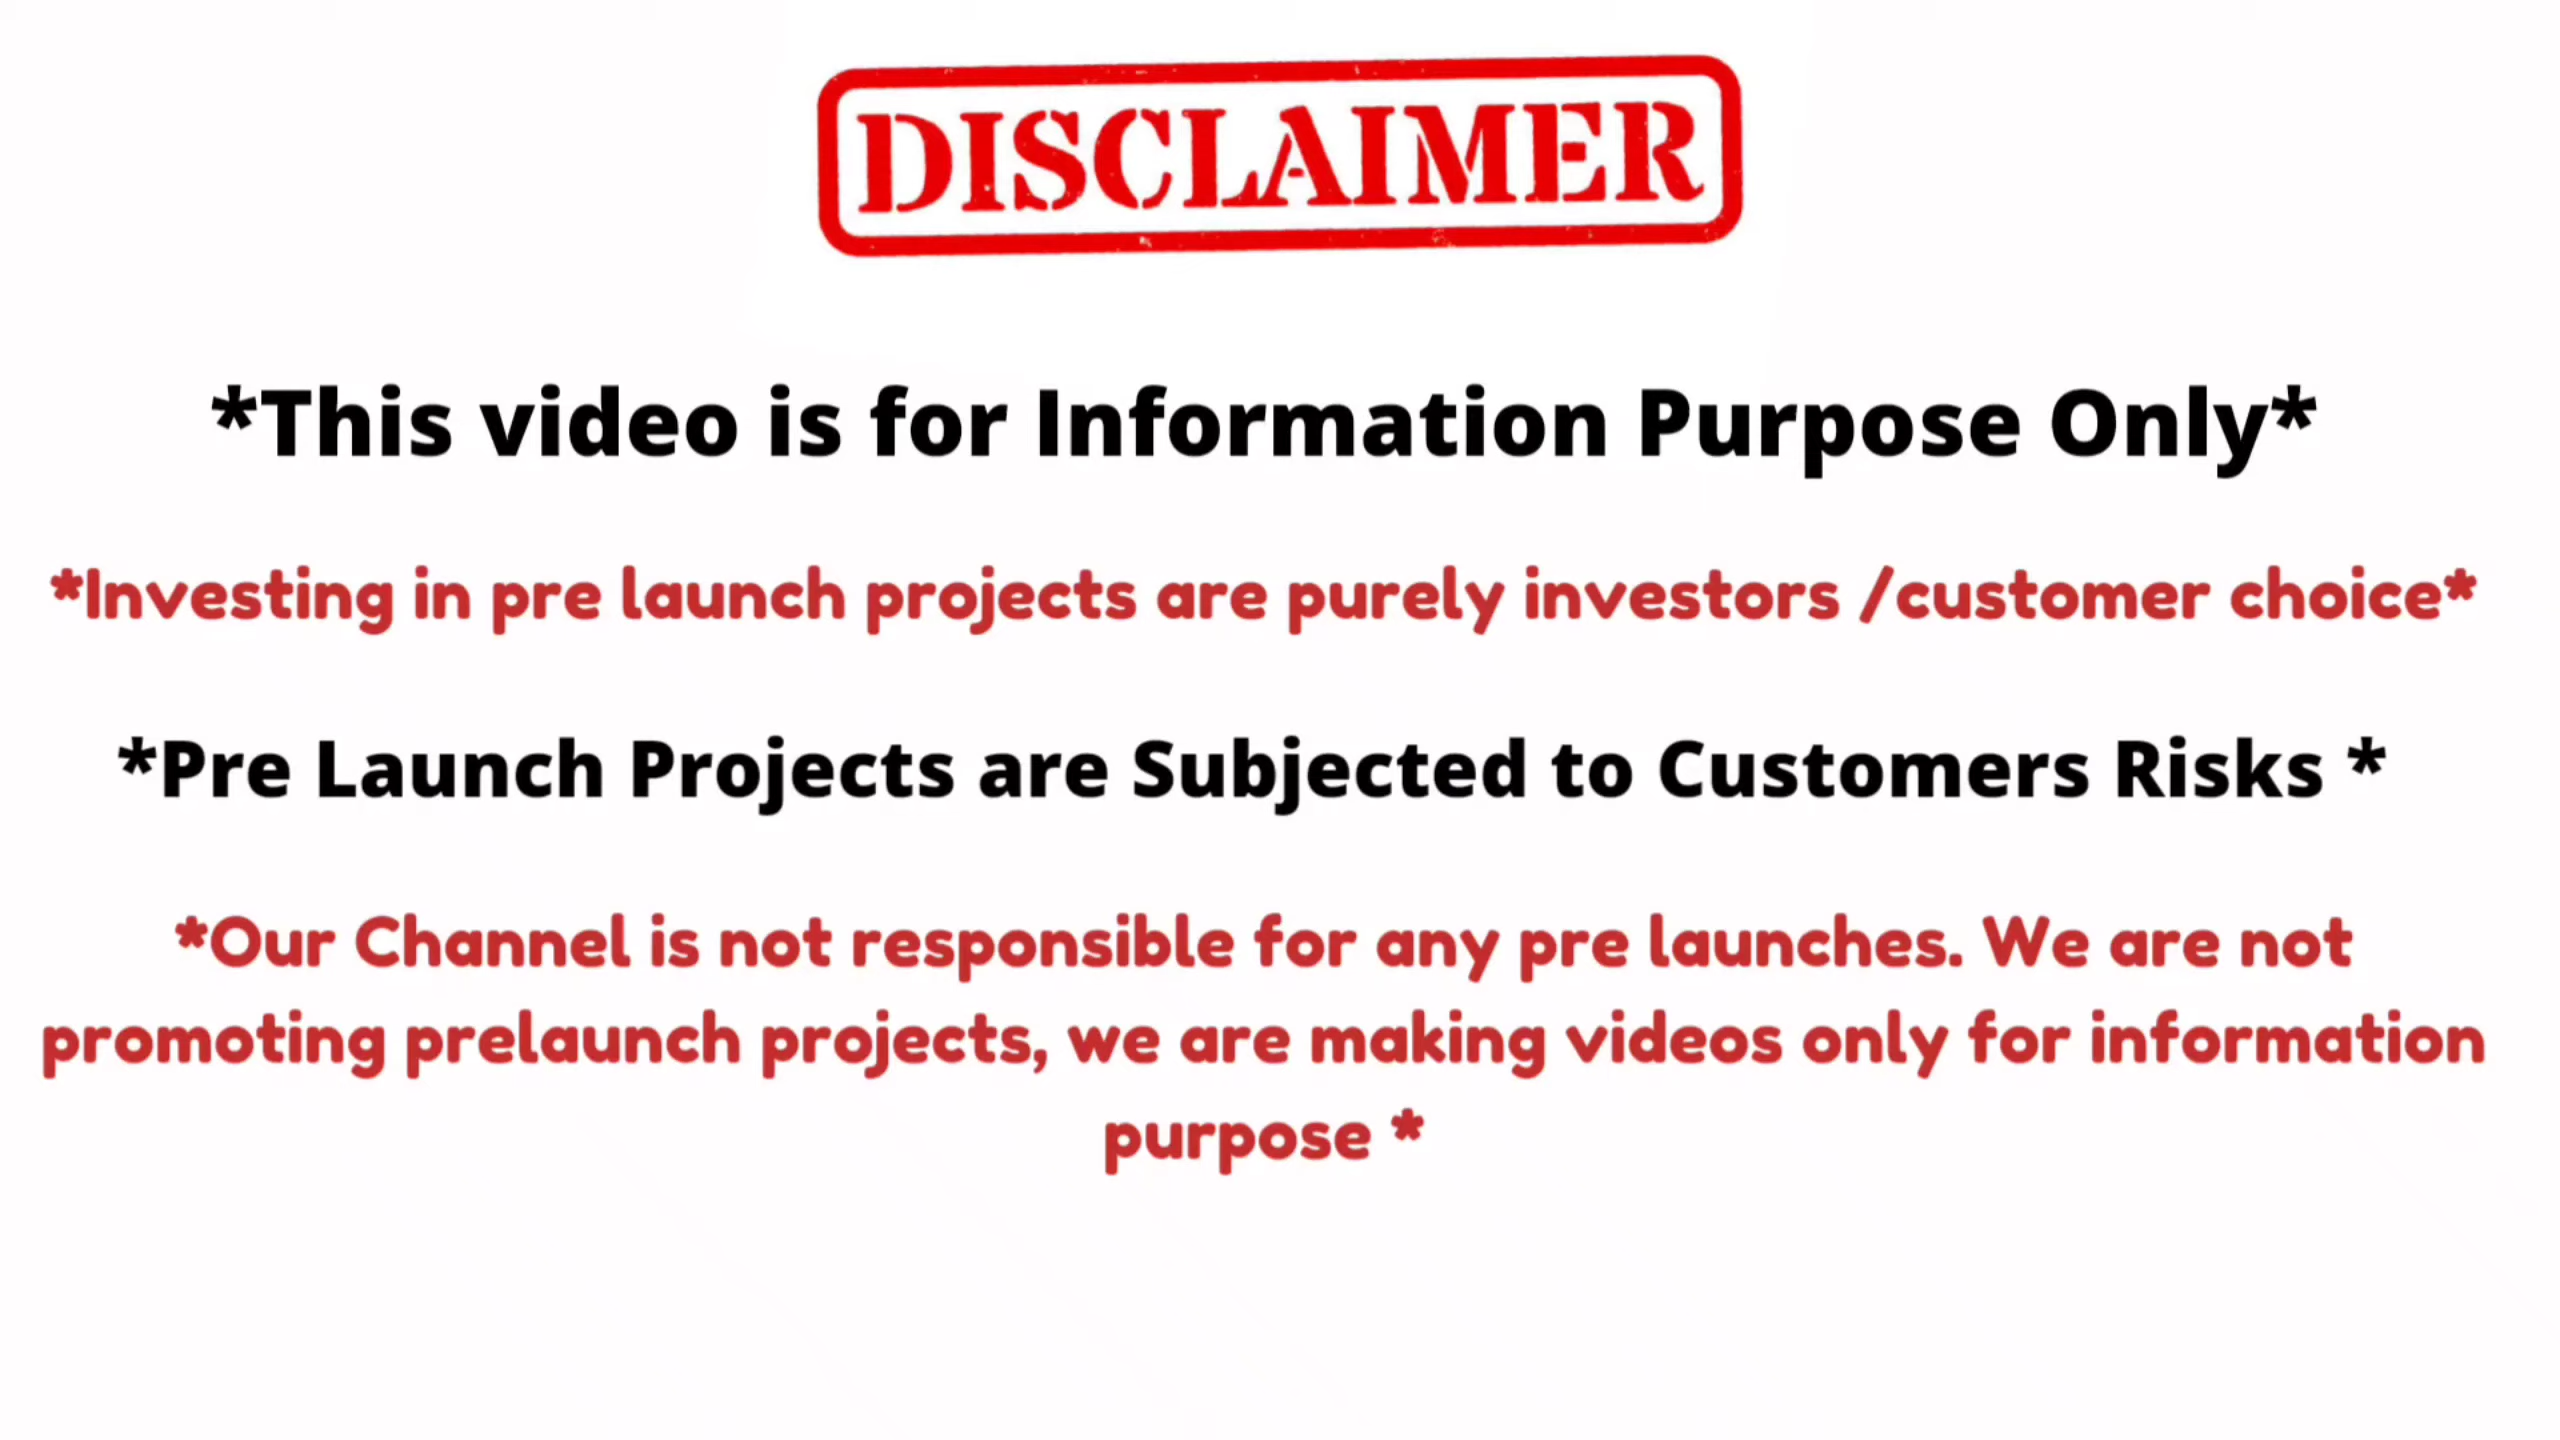 DISCLAIMER
*This video is for Information Purpose Only*
*Investing in pre launch projects are purely investors /customer choice*
*Pre Launch Projects are Subjected to Customers Risks *
*Our Channel is not responsible for any pre launches. We are not
promoting prelaunch projects, we are making videos only for information
purpose *